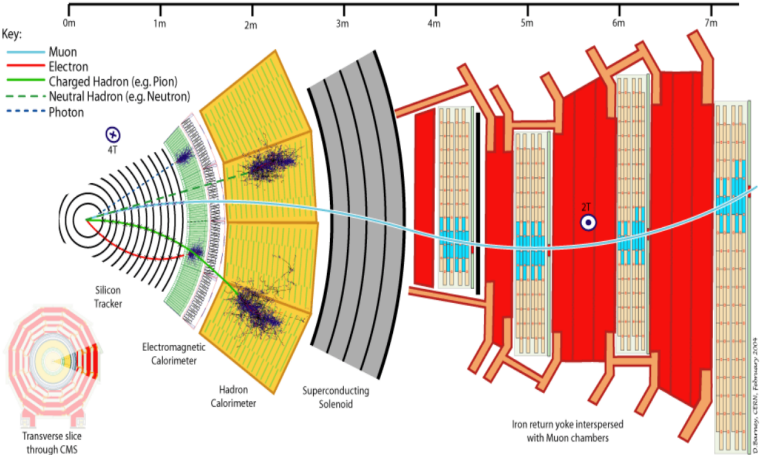 0m 1m 2m 3m 4m 5m 6m 7m
Key:
Muon
Electron
Charged Hadron (e.g. Pion)
Neutral Hadron (e.g. Neutron)
Photon
4T
2T
Silicon
Tracker
Electromagnetic
Calorimeter
Hadron
Calorimeter
Superconducting
Solenoid
Iron return yoke interspersed
with Muon chambers
Transverse slice
through CMS
D. Barney, CERN, February 2004